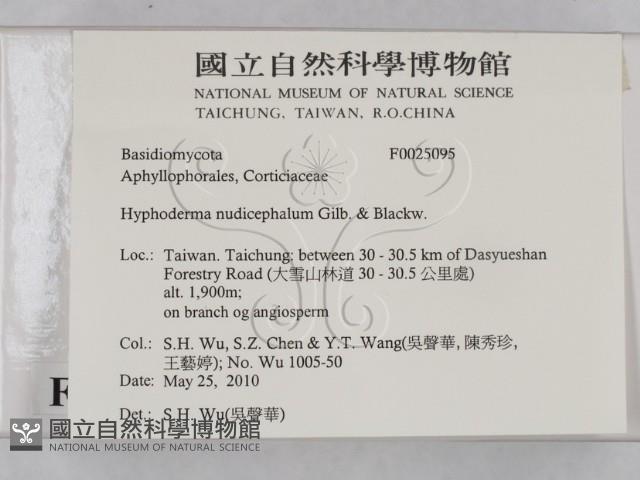 國立自然科學博物館
NATIONAL MUSEUM OF NATURAL SCIENCE
TAICHUNG, TAIWAN, R.O.CHINA
Basidiomycota F0025095
Aphyllophorales, Corticiaceae
Hyphoderma nudicephalum Gilb. & Blackw.
Loc.: Taiwan. Taichung: between 30 - 30.5 km of Dasyueshan
Forestry Road (大雪山林道 30 - 30.5 公里處)
alt. 1,900m;
on branch og angiosperm
Col.: S.H. Wu, S.Z. Chen & Y.T. Wang(吳聲華, 陳秀珍,
王藝婷); No. Wu 1005-50
Date: May 25, 2010
Det.: S.H. Wu(吳聲華)
F
國立自然科學博物館
NATIONAL MUSEUM OF NATURAL SCIENCE